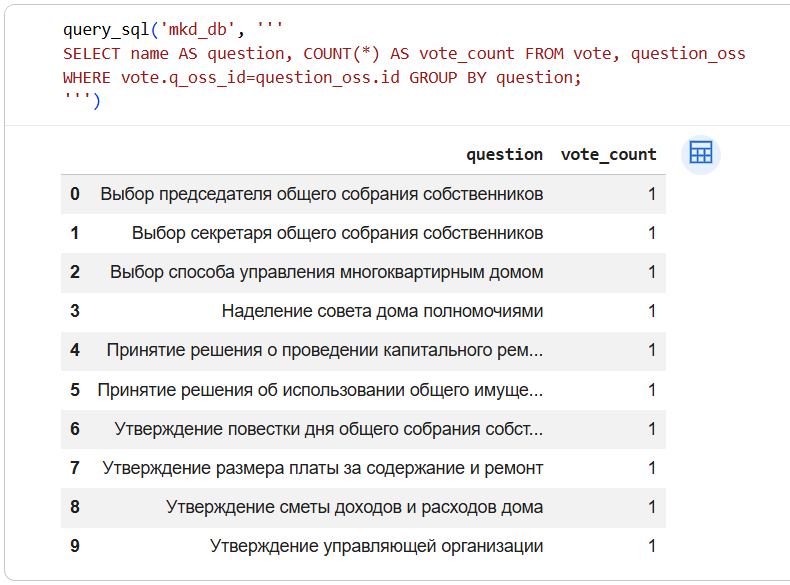 query_sql('mkd_db', '''
SELECT name AS question, COUNT(*) AS vote_count FROM vote, question_oss
WHERE vote.q_oss_id=question_oss.id GROUP BY question;
''')
question vote_count
0 Выбор председателя общего собрания собственников 1
1 Выбор секретаря общего собрания собственников 1
2 Выбор способа управления многоквартирным домом 1
3 Наделение совета дома полномочиями 1
4 Принятие решения о проведении капитального рем... 1
5 Принятие решения об использовании общего имуще... 1
6 Утверждение повестки дня общего собрания собст... 1
7 Утверждение размера платы за содержание и ремонт 1
8 Утверждение сметы доходов и расходов дома 1
9 Утверждение управляющей организации 1